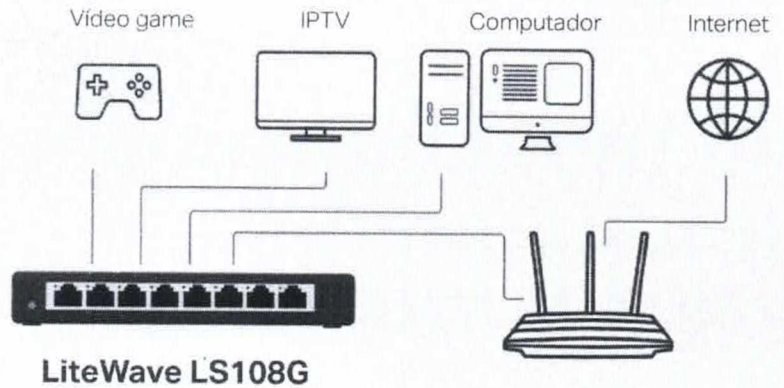 Vídeo game
IPTV
Computador
Internet
LiteWave LS108G